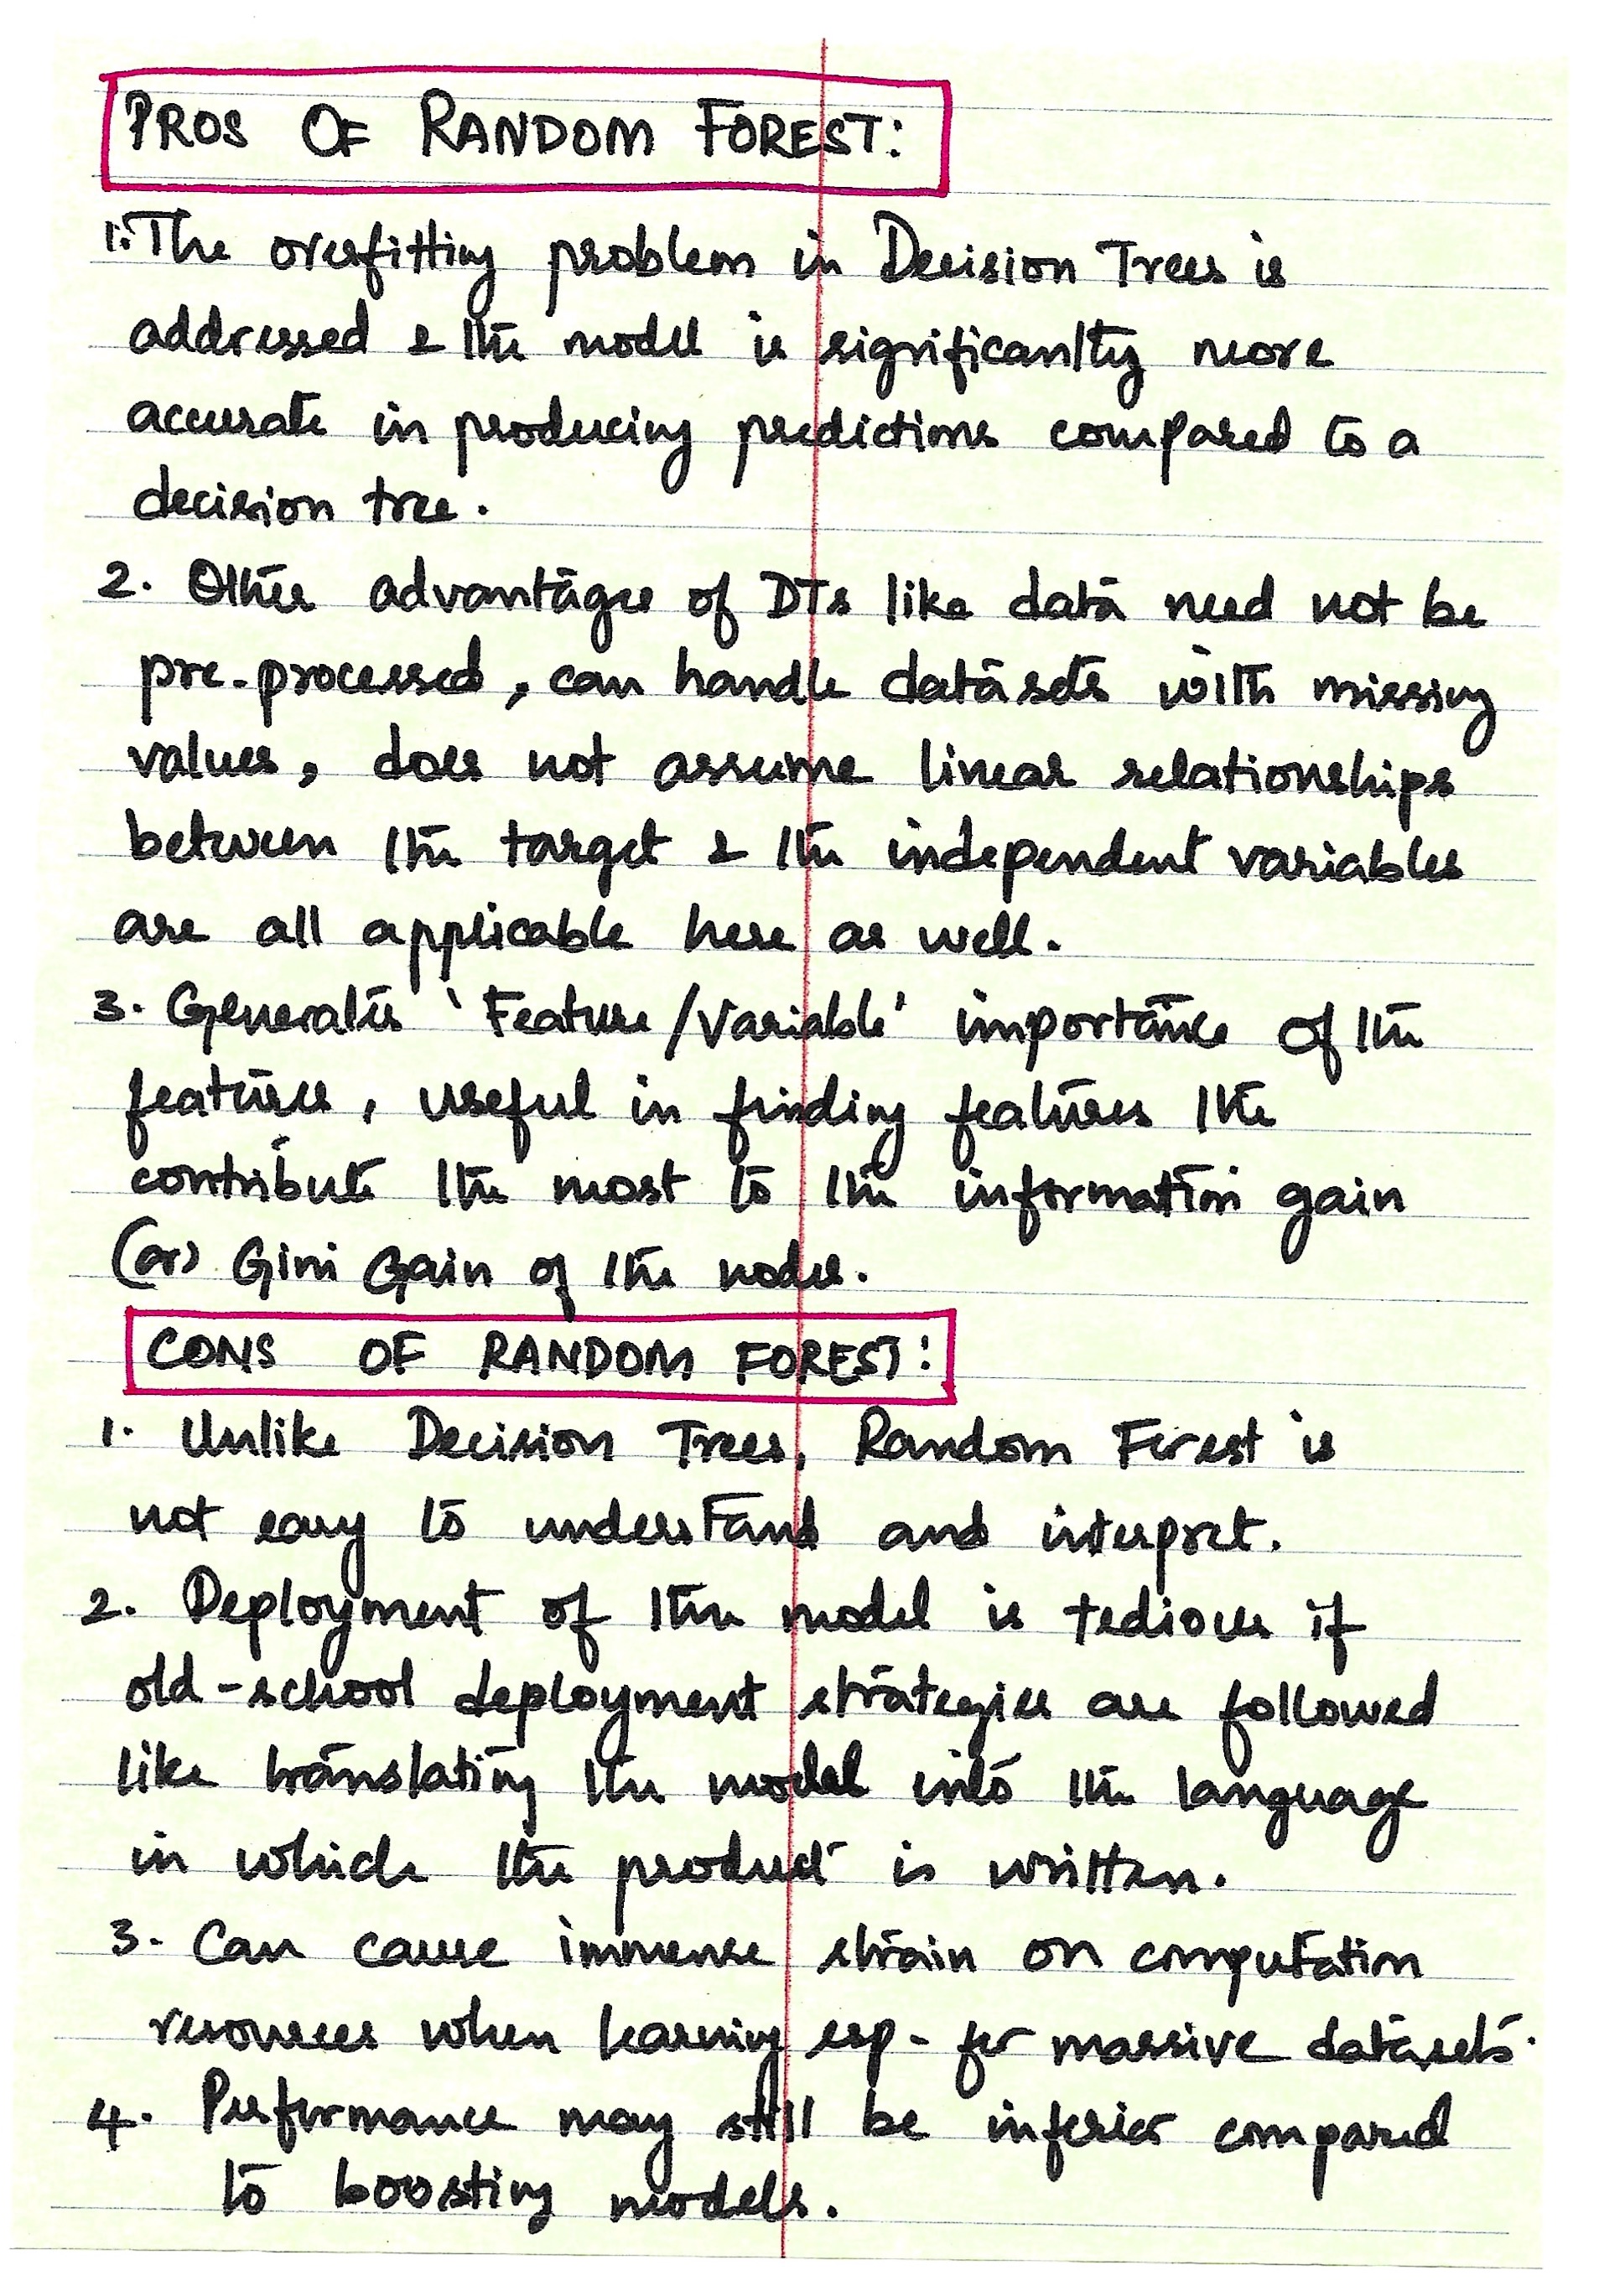 PROS OF RANDOM FOREST:
1. The overfitting problem in Decision Trees is
addressed & the model is significantly more
accurate in producing predictions compared to a
decision tree.
2. Other advantages of DTs like data need not be
pre-processed, can handle datasets with missing
values, does not assume linear relationships
between the target & the independent variables
are all applicable here as well.
3. Generates 'Feature/Variable' importance of the
features, useful in finding features the
contribute the most to the information gain
(or) Gini Gain of the nodes.
CONS OF RANDOM FOREST:
1. Unlike Decision Trees, Random Forest is
not easy to understand and interpret.
2. Deployment of the model is tedious if
old-school deployment strategies are followed
like translating the model into the language
in which the product is written.
3. Can cause immense strain on computation
resources when learning esp. for massive datasets.
4. Performance may still be inferior compared
to boosting models.